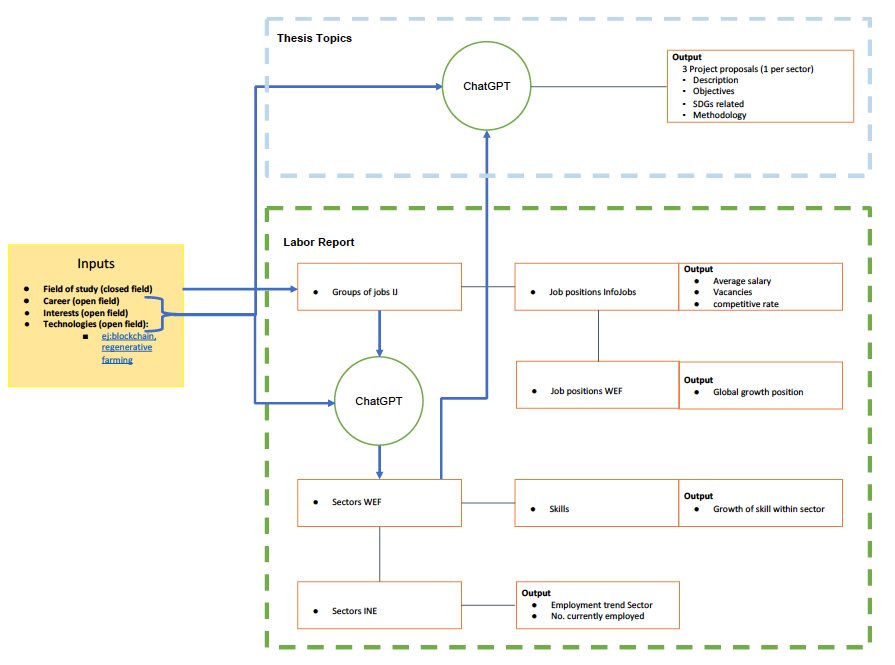 Thesis Topics
ChatGPT
Output
3 Project proposals (1 per sector)
• Description
• Objectives
• SDGs related
• Methodology
Labor Report
Inputs
● Field of study (closed field)
● Career (open field)
● Interests (open field)
● Technologies (open field):
■ ej:blockchain,
regenerative
farming
● Groups of jobs IJ
● Job positions InfoJobs
Output
● Average salary
● Vacancies
competitive rate
ChatGPT
● Job positions WEF
Output
● Global growth position
● Sectors WEF
● Skills
Output
● Growth of skill within sector
● Sectors INE
Output
● Employment trend Sector
● No. currently employed